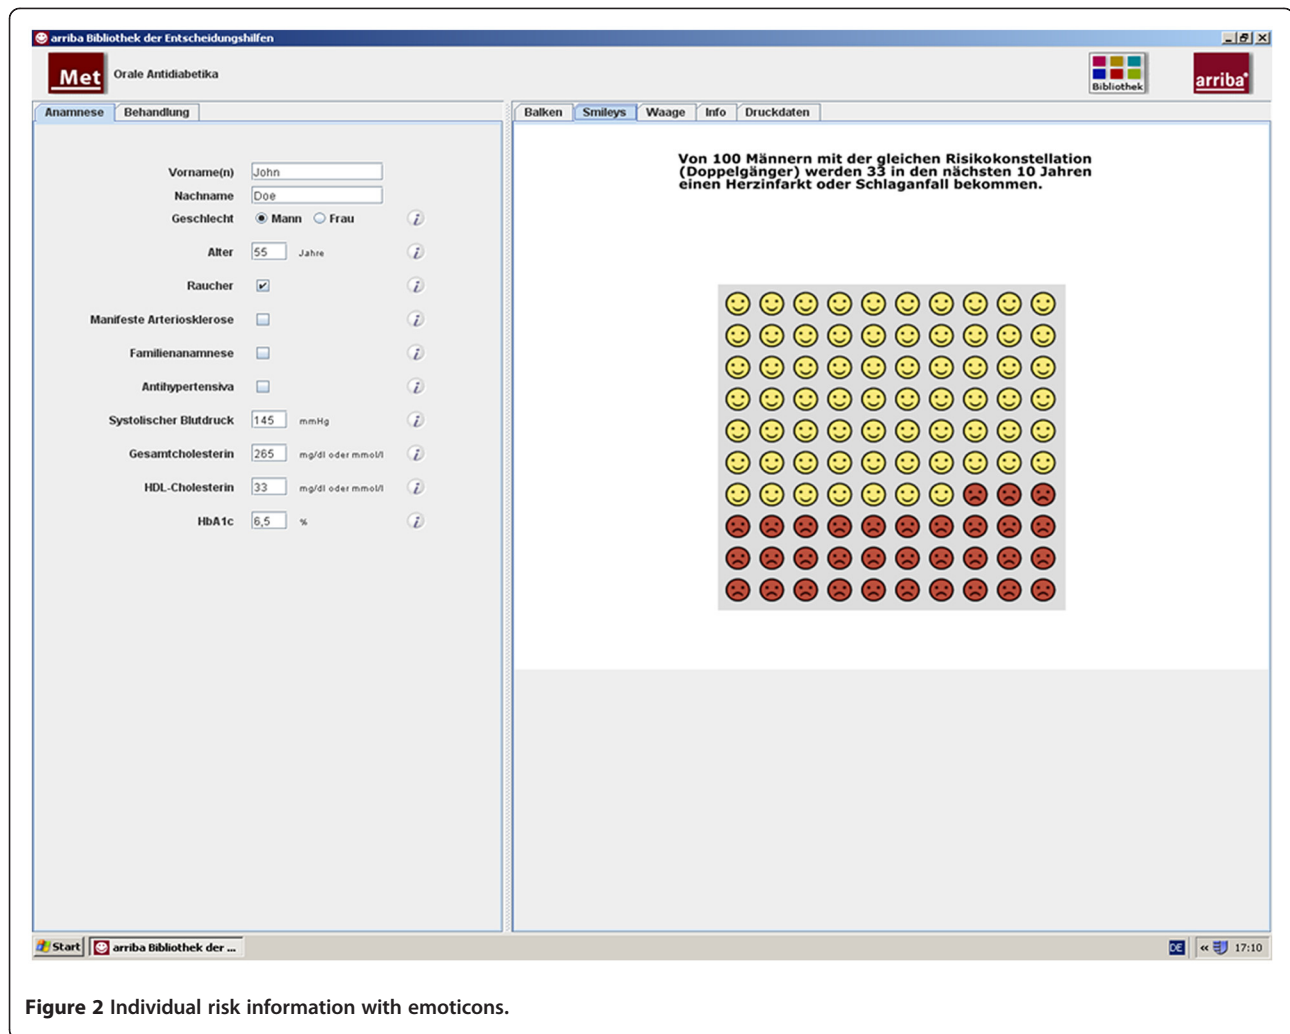 arriba Bibliothek der Entscheidungshilfen
Met Orale Antidiabetika
Bibliothek
arriba
Anamnese Behandlung
Balken Smileys Waage Info Druckdaten
Vorname(n) John
Nachname Doe
Geschlecht Mann Frau i
Alter 55 Jahre i
Raucher i
Manifeste Arteriosklerose i
Familienanamnese i
Antihypertensiva i
Systolischer Blutdruck 145 mmHg i
Gesamtcholesterin 265 mg/dl oder mmol/l i
HDL-Cholesterin 33 mg/dl oder mmol/l i
HbA1c 6,5 % i
Von 100 Männern mit der gleichen Risikokonstellation
(Doppelgänger) werden 33 in den nächsten 10 Jahren
einen Herzinfarkt oder Schlaganfall bekommen.
Start arriba Bibliothek der ... DE « 17:10
Figure 2 Individual risk information with emoticons.